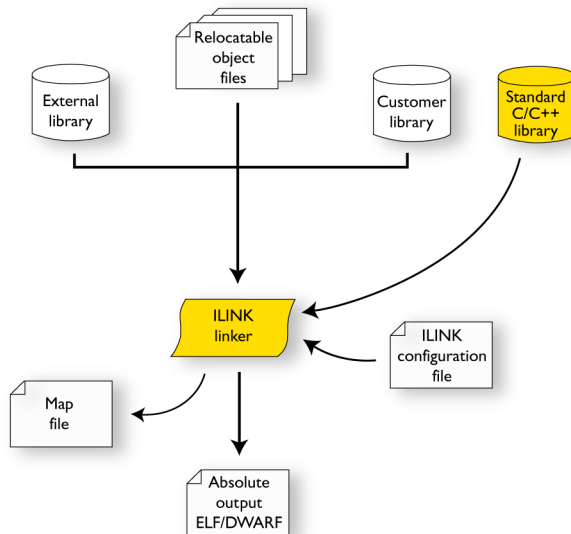 Relocatable
object
files
External
library
Customer
library
Standard
C/C++
library
ILINK
linker
ILINK
configuration
file
Map
file
Absolute
output
ELF/DWARF